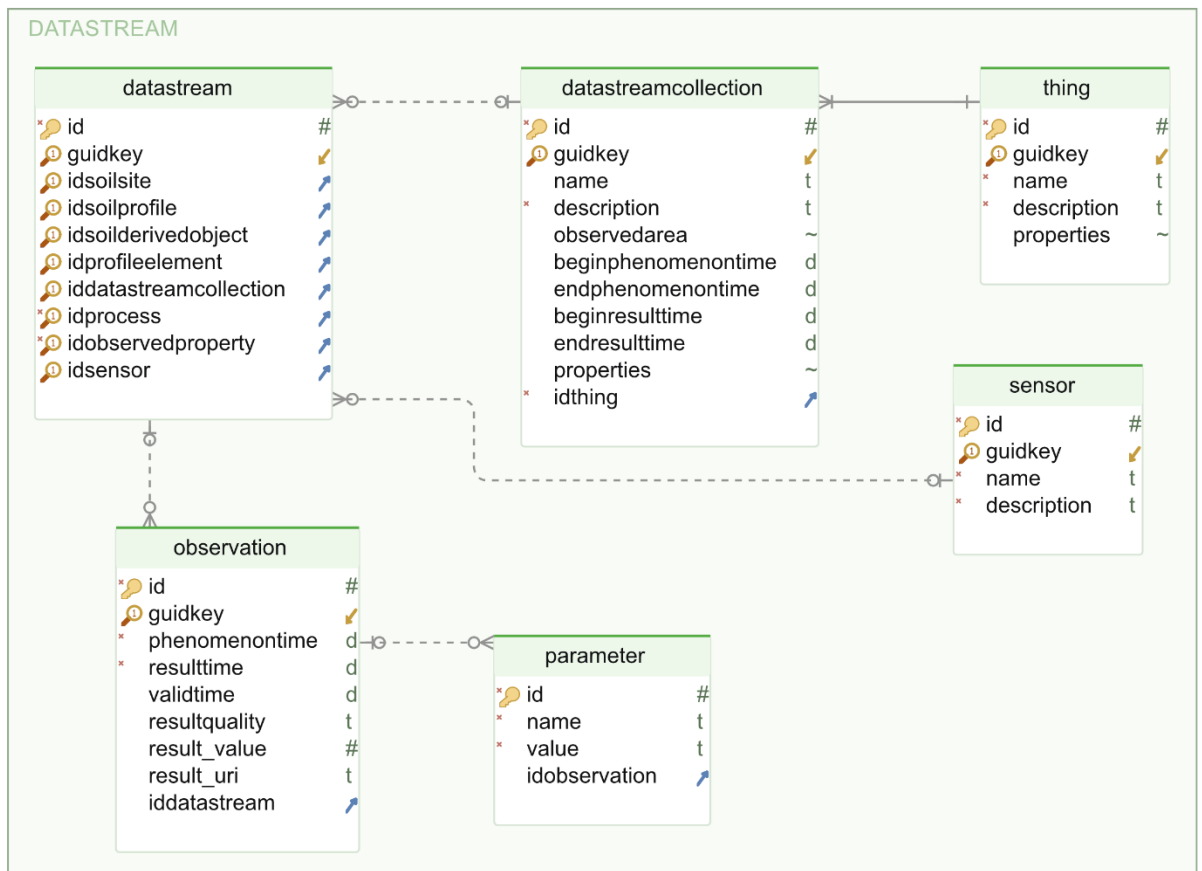 DATASTREAM
datastream
id #
guidkey
idsoilsite
idsoilprofile
idsoilderivedobject
idprofileelement
iddatastreamcollection
idprocess
idobservedproperty
idsensor
datastreamcollection
id #
guidkey
name t
description t
observedarea ~
beginphenomenontime d
endphenomenontime d
beginresulttime d
endresulttime d
properties ~
idthing
thing
id #
guidkey
name t
description t
properties ~
sensor
id #
guidkey
name t
description t
observation
id #
guidkey
phenomenontime d
resulttime d
validtime d
resultquality t
result_value #
result_uri t
iddatastream
parameter
id #
name t
value t
idobservation